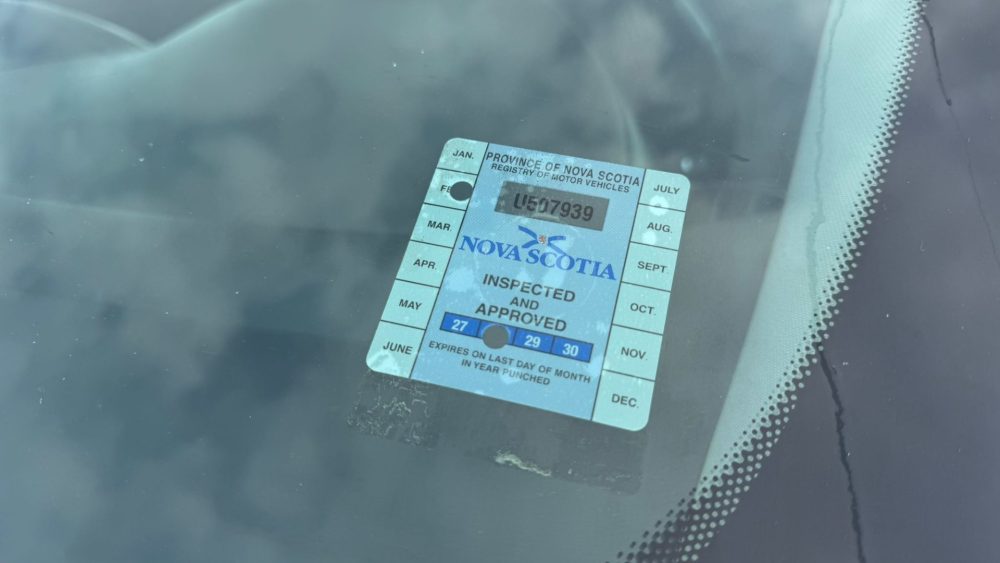 PROVINCE OF NOVA SCOTIA
REGISTRY OF MOTOR VEHICLES
U507939
NOVA SCOTIA
INSPECTED
AND
APPROVED
27 29 30
EXPIRES ON LAST DAY OF MONTH
IN YEAR PUNCHED
JAN.
MAR.
APR.
MAY
JUNE
JULY
AUG.
SEPT.
OCT.
NOV.
DEC.